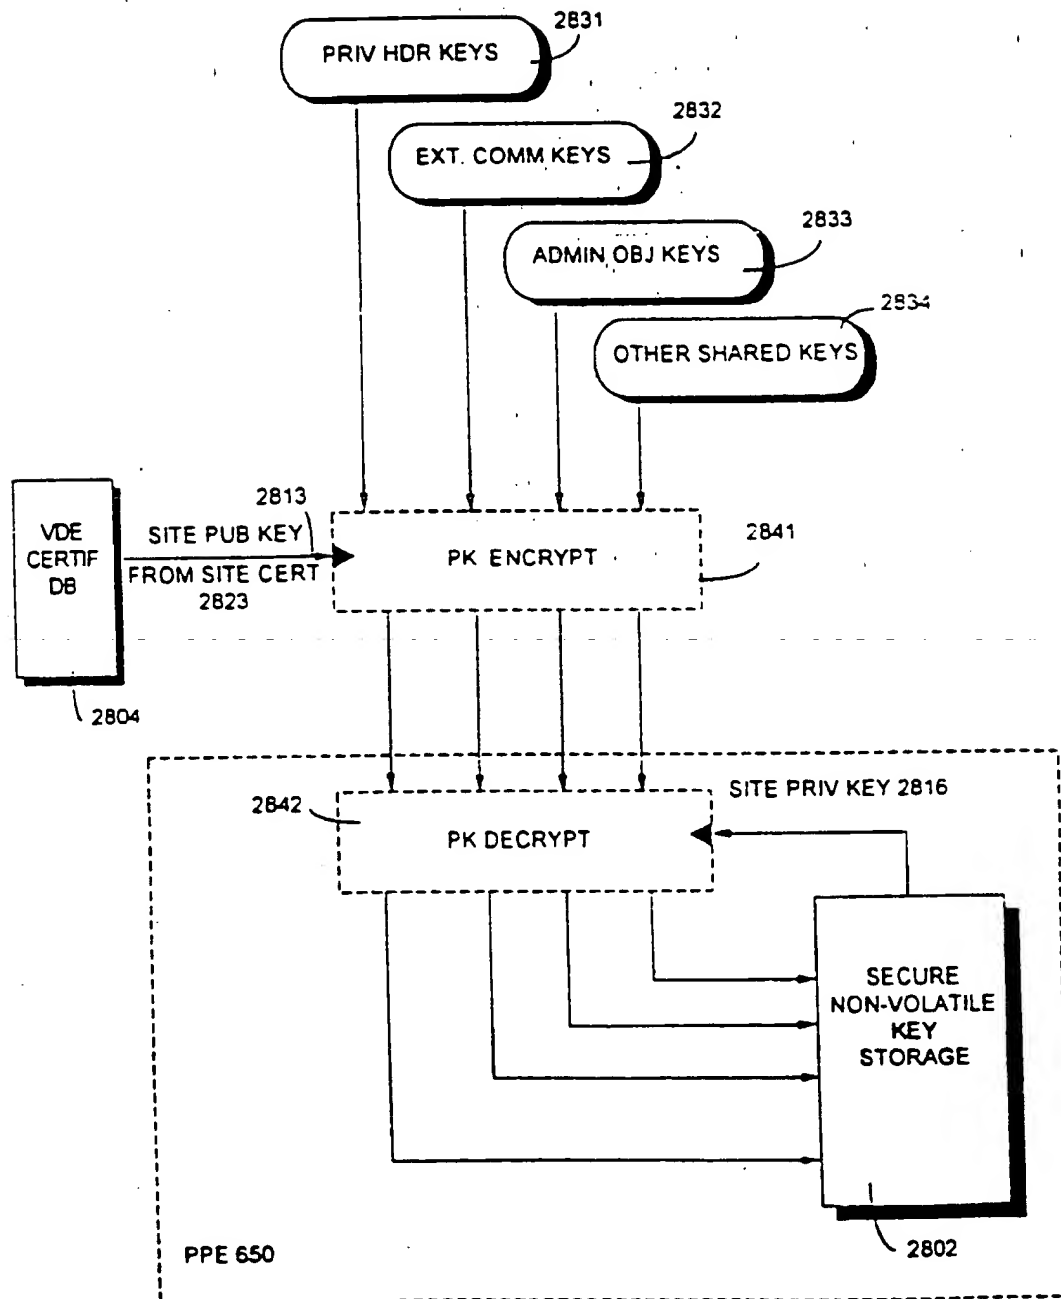 2831
PRIV HDR KEYS
2832
EXT. COMM KEYS
2833
ADMIN OBJ KEYS
2834
OTHER SHARED KEYS
VDE
CERTIF
DB
2813
SITE PUB KEY
FROM SITE CERT
2823
PK ENCRYPT
2841
2804
2842
PK DECRYPT
SITE PRIV KEY 2816
SECURE
NON-VOLATILE
KEY
STORAGE
2802
PPE 650